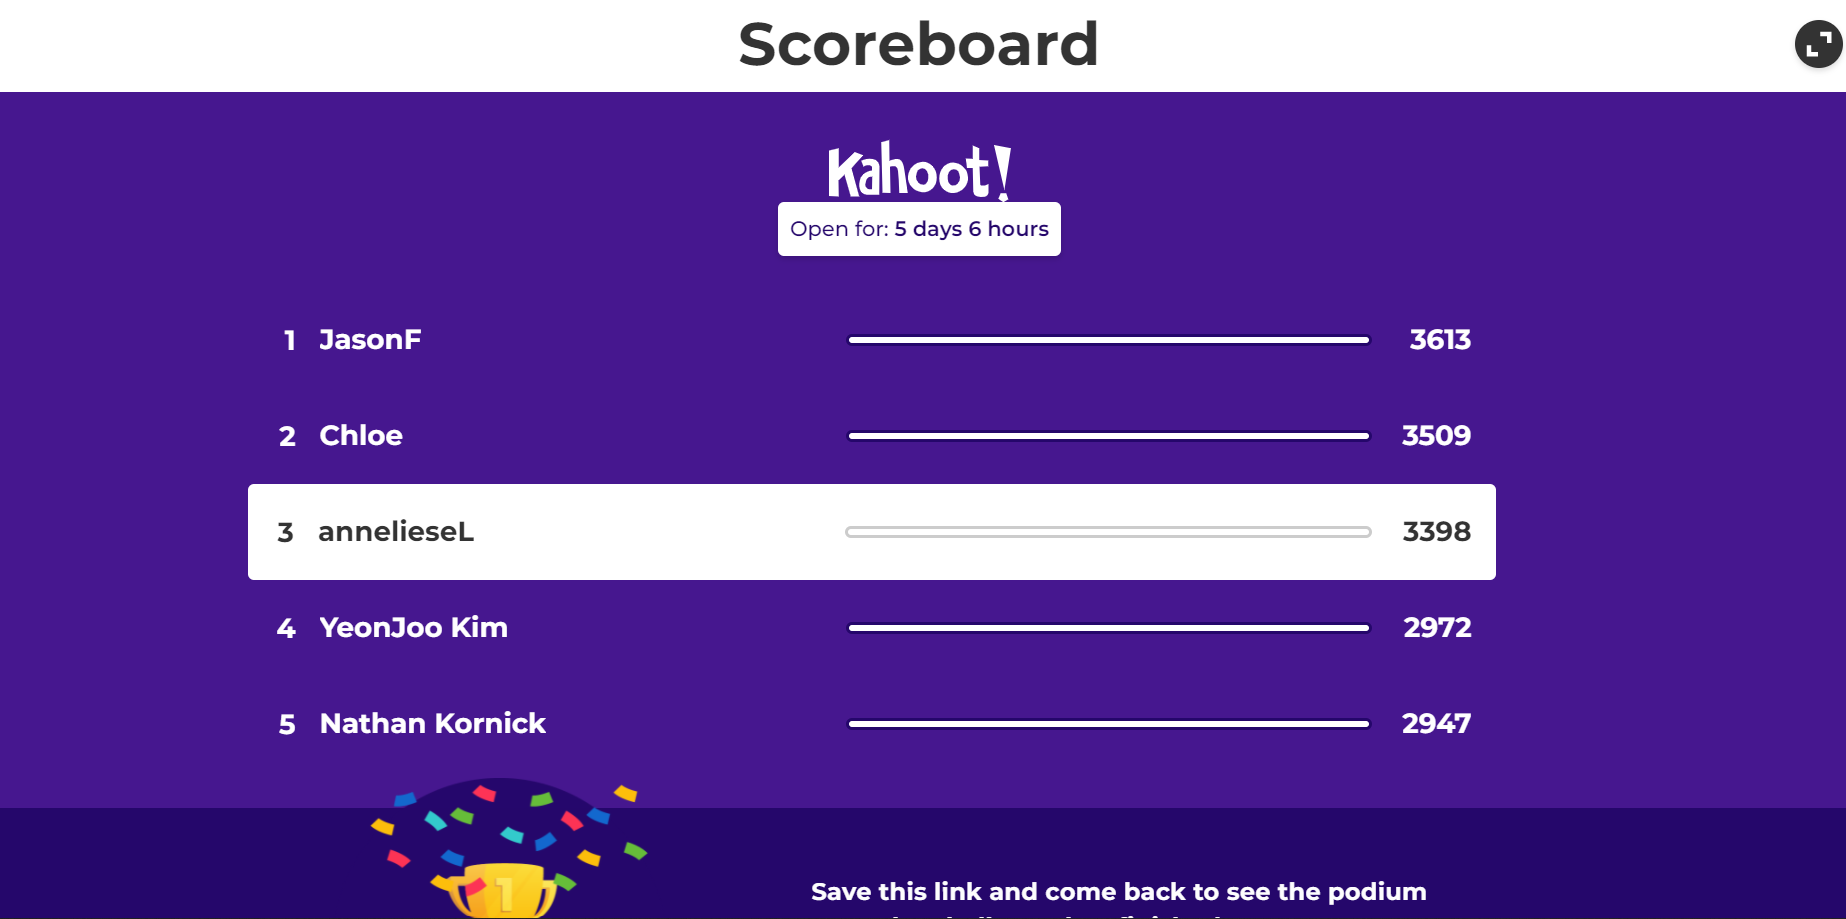 Scoreboard
Kahoot!
Open for: 5 days 6 hours
1 JasonF 3613
2 Chloe 3509
3 annelieseL 3398
4 YeonJoo Kim 2972
5 Nathan Kornick 2947
1
Save this link and come back to see the podium